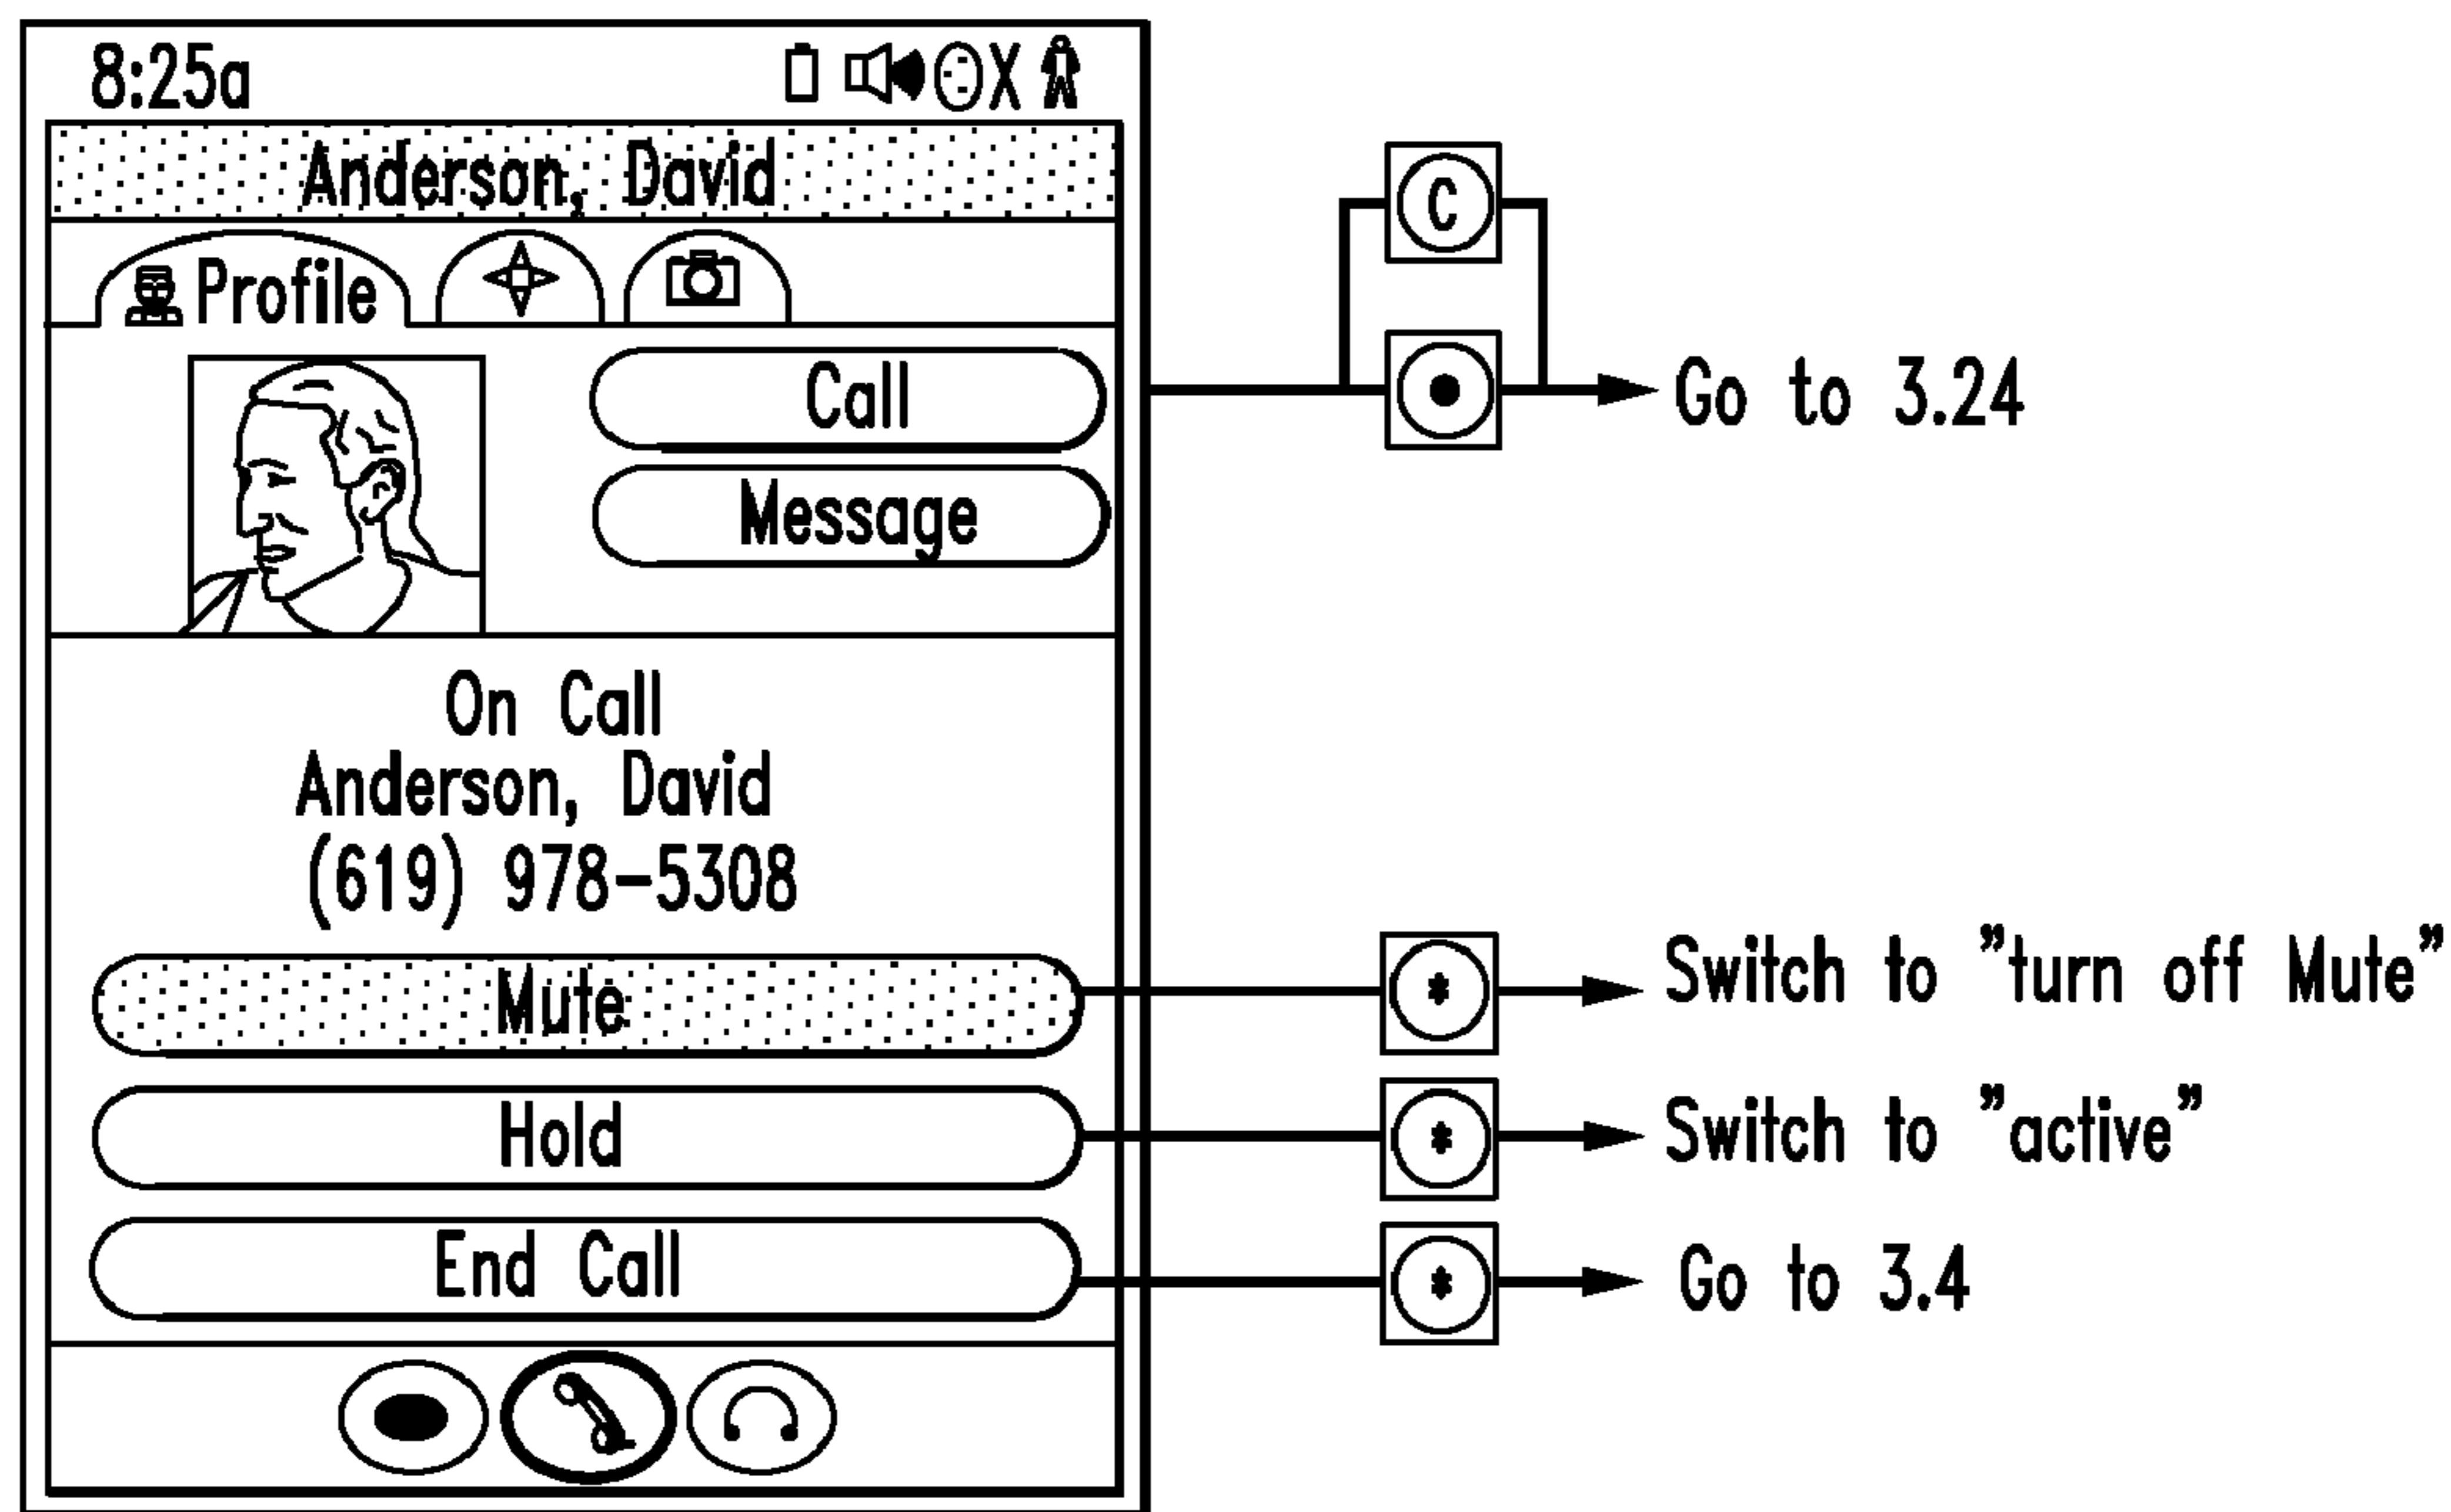 8:25a X
Anderson, David
Profile
C
Call
Go to 3.24
Message
On Call
Anderson, David
(619) 978-5308
Mute
* Switch to "turn off Mute"
Hold
* Switch to "active"
End Call
* Go to 3.4